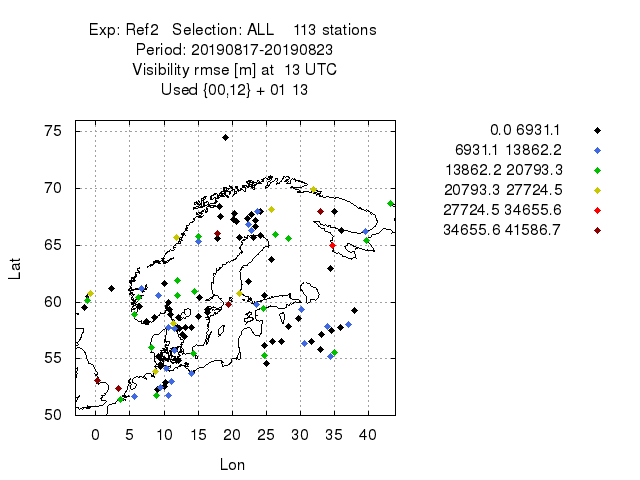 Exp: Ref2 Selection: ALL 113 stations
Period: 20190817-20190823
Visibility rmse [m] at 13 UTC
Used {00,12} + 01 13
0.0 6931.1
6931.1 13862.2
13862.2 20793.3
20793.3 27724.5
27724.5 34655.6
34655.6 41586.7
75
70
65
60
55
50
Lat
0 5 10 15 20 25 30 35 40
Lon